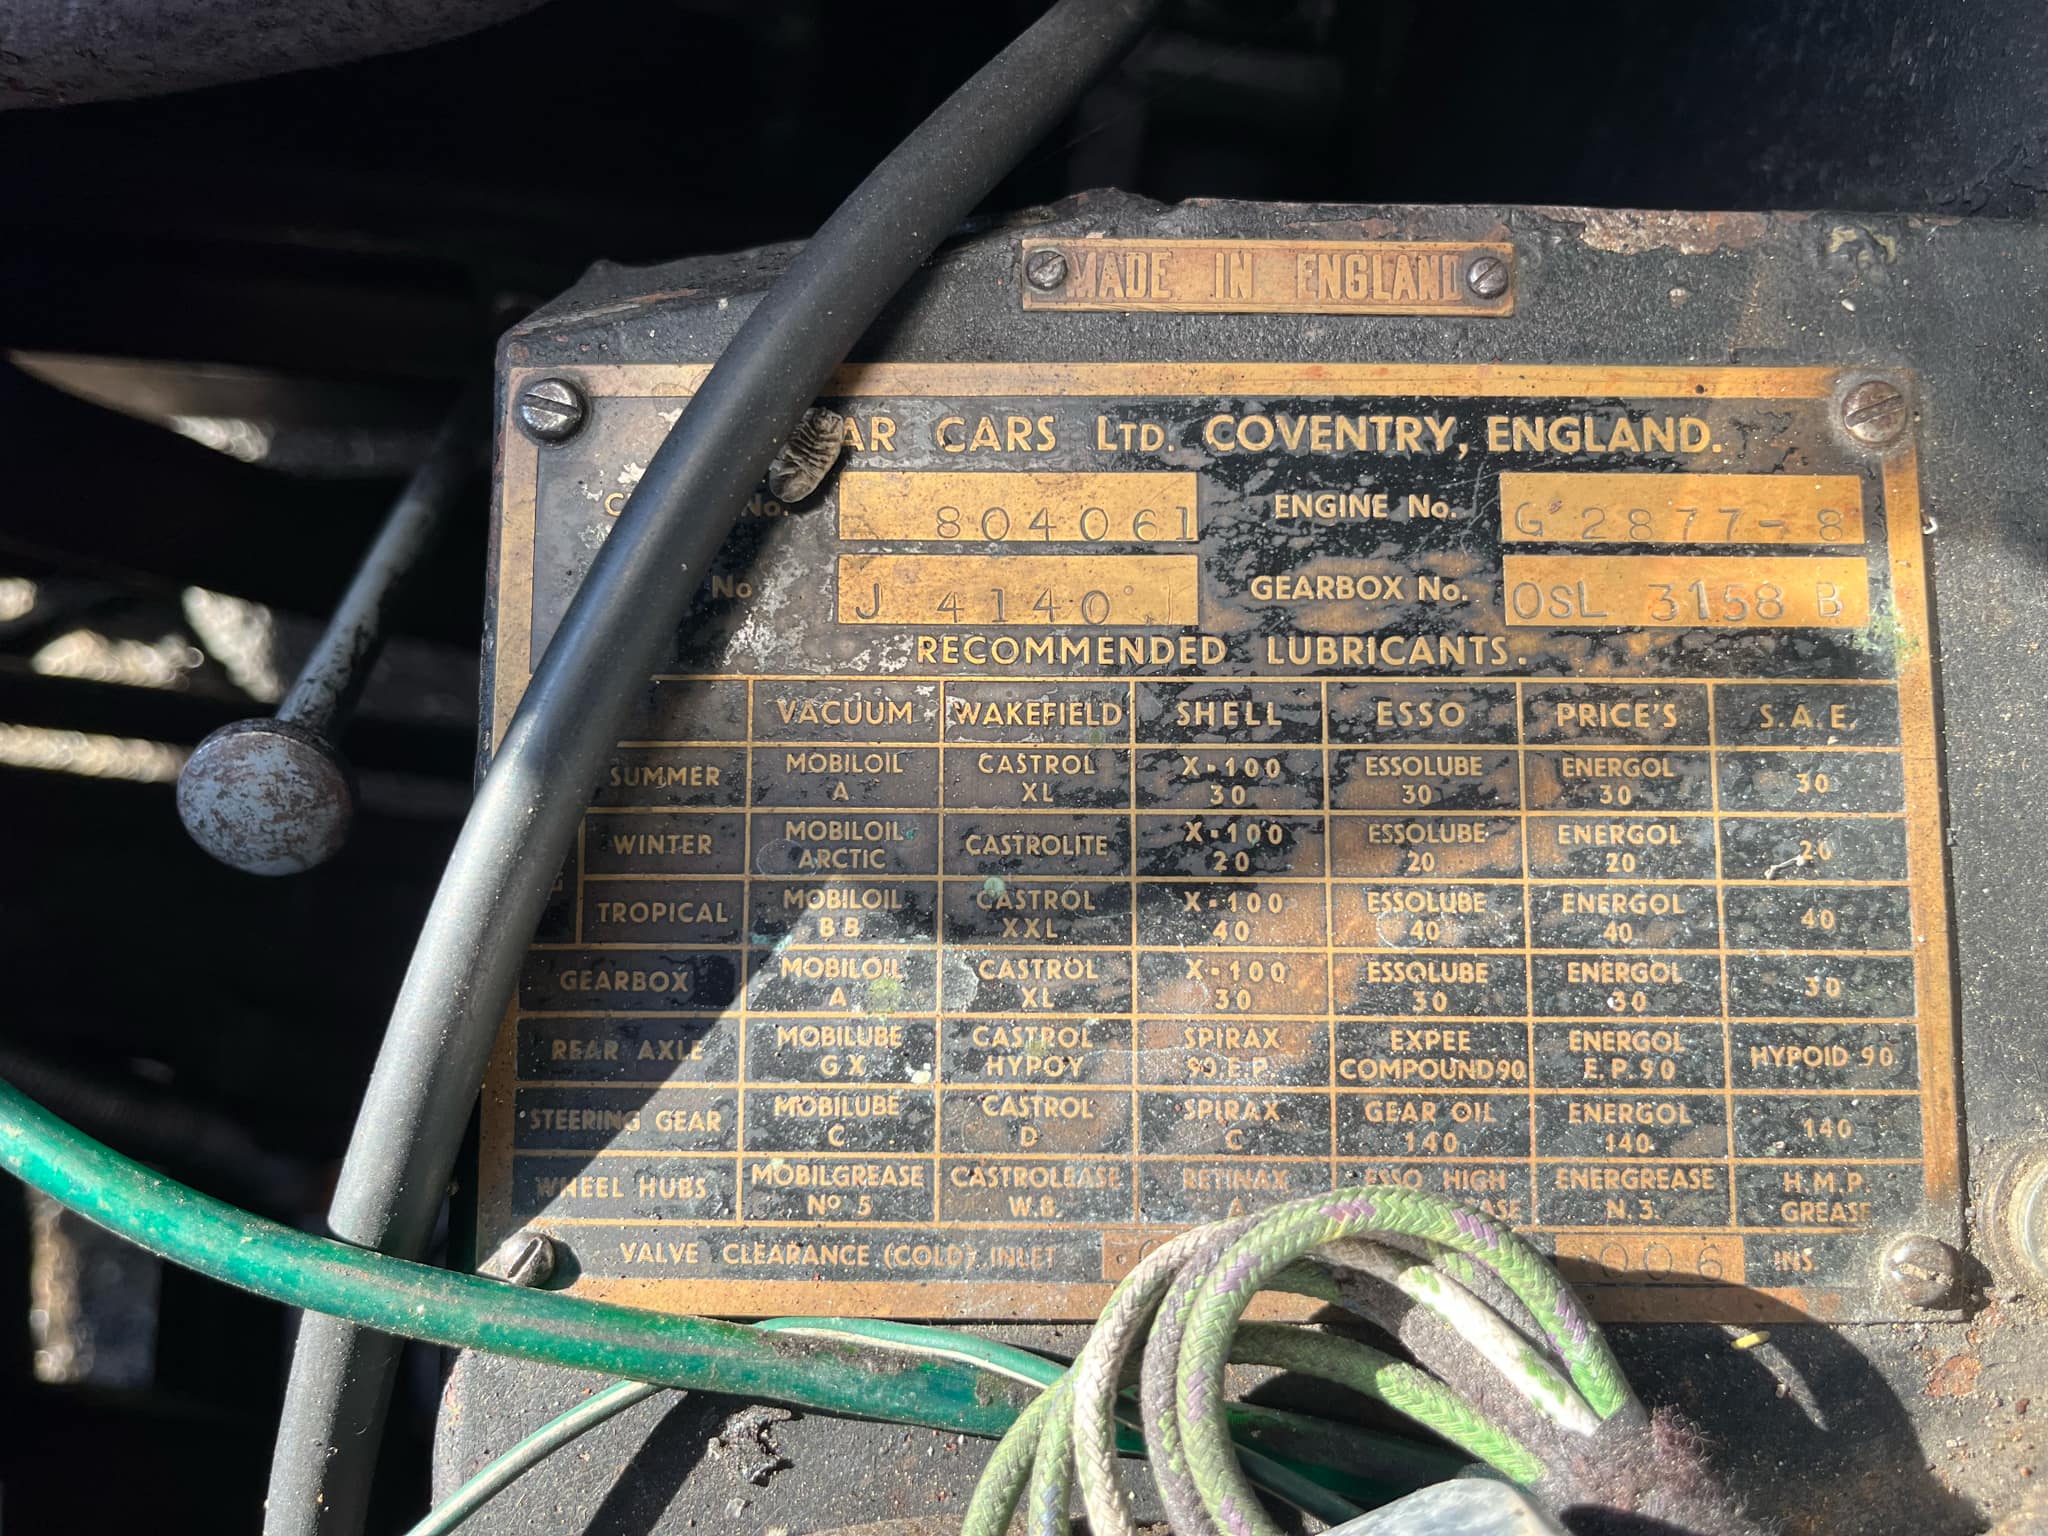 MADE IN ENGLAND
AR CARS LTD. COVENTRY, ENGLAND.
No. 804061 ENGINE No. G 2877-8
No J 4140 GEARBOX No. OSL 3158 B
RECOMMENDED LUBRICANTS.
VACUUM WAKEFIELD SHELL ESSO PRICE'S S.A.E.
SUMMER MOBILOIL A CASTROL XL X-100 30 ESSOLUBE 30 ENERGOL 30 30
WINTER MOBILOIL ARCTIC CASTROLITE X-100 20 ESSOLUBE 20 ENERGOL 20 20
TROPICAL MOBILOIL BB CASTROL XXL X-100 40 ESSOLUBE 40 ENERGOL 40 40
GEARBOX MOBILOIL A CASTROL XL X-100 30 ESSOLUBE 30 ENERGOL 30 30
REAR AXLE MOBILUBE GX CASTROL HYPOY SPIRAX 90 E.P. EXPEE COMPOUND 90 ENERGOL E.P. 90 HYPOID 90
STEERING GEAR MOBILUBE C CASTROL D SPIRAX C GEAR OIL 140 ENERGOL 140 140
WHEEL HUBS MOBILGREASE No 5 CASTROLEASE W.B. RETINAX A ESSO HIGH ENERGREASE N.3. H.M.P. GREASE
VALVE CLEARANCE (COLD) INLET 006 INS